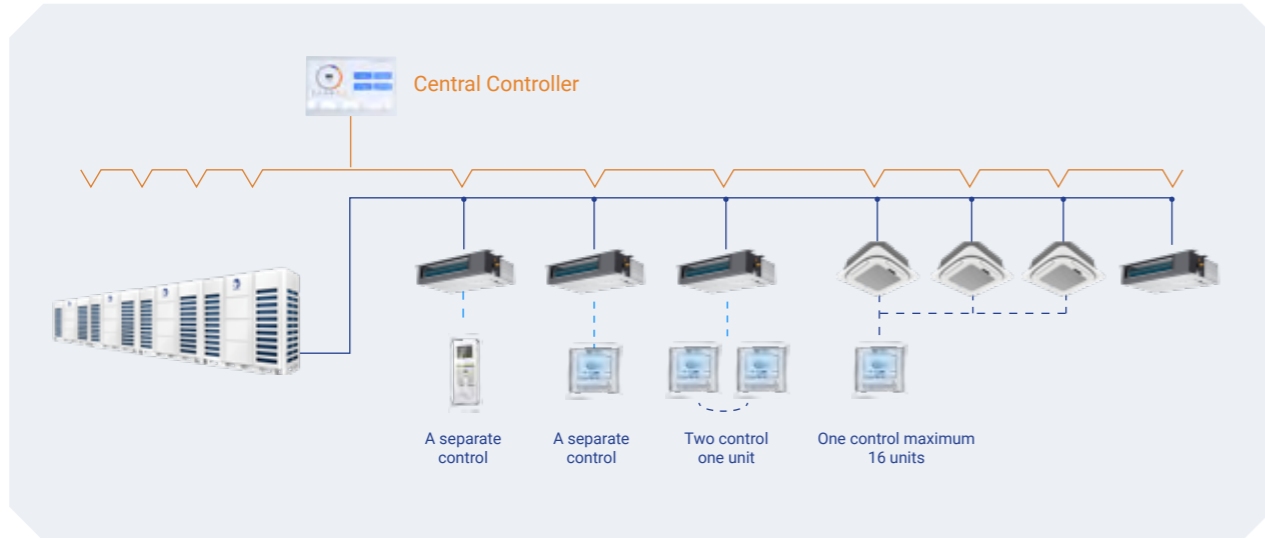 Central Controller
A separate
control
A separate
control
Two control
one unit
One control maximum
16 units